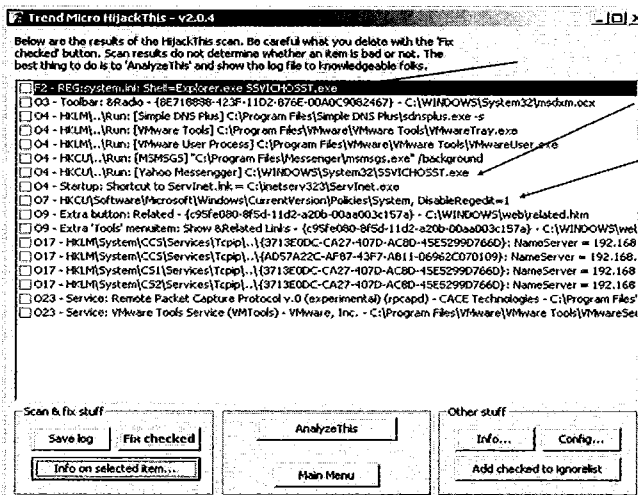 Trend Micro HijackThis - v2.0.4
Below are the results of the HijackThis scan. Be careful what you delete with the 'Fix
checked' button. Scan results do not determine whether an item is bad or not. The
best thing to do is to 'AnalyzeThis' and show the log file to knowledgeable folks.
F2 - REG:system.ini: Shell=Explorer.exe SSVICHOSST.exe
O3 - Toolbar: &Radio - {8E718888-423F-11D2-876E-00A0C9082467} - C:\WINDOWS\System32\msdxm.ocx
O4 - HKLM\..\Run: [Simple DNS Plus] C:\Program Files\Simple DNS Plus\sdnsplus.exe -s
O4 - HKLM\..\Run: [VMware Tools] C:\Program Files\VMware\VMware Tools\VMwareTray.exe
O4 - HKLM\..\Run: [VMware User Process] C:\Program Files\VMware\VMware Tools\VMwareUser.exe
O4 - HKCU\..\Run: [MSMSGS] "C:\Program Files\Messenger\msmsgs.exe" /background
O4 - HKCU\..\Run: [Yahoo Messengger] C:\WINDOWS\System32\SSVICHOSST.exe
O4 - Startup: Shortcut to ServInet.lnk = C:\inetserv323\ServInet.exe
O7 - HKCU\Software\Microsoft\Windows\CurrentVersion\Policies\System, DisableRegedit=1
O9 - Extra button: Related - {c95fe080-8f5d-11d2-a20b-00aa003c157a} - C:\WINDOWS\web\related.htm
O9 - Extra 'Tools' menuitem: Show &Related Links - {c95fe080-8f5d-11d2-a20b-00aa003c157a} - C:\WINDOWS\wel
O17 - HKLM\System\CCS\Services\Tcpip\..\{3713E0DC-CA27-407D-AC8D-45E5299D766D}: NameServer = 192.168
O17 - HKLM\System\CCS\Services\Tcpip\..\{AD57A22C-AF87-43F7-A811-06962C070109}: NameServer = 192.168.
O17 - HKLM\System\CS1\Services\Tcpip\..\{3713E0DC-CA27-407D-AC8D-45E5299D766D}: NameServer = 192.168
O17 - HKLM\System\CS2\Services\Tcpip\..\{3713E0DC-CA27-407D-AC8D-45E5299D766D}: NameServer = 192.168
O23 - Service: Remote Packet Capture Protocol v.0 (experimental) (rpcapd) - CACE Technologies - C:\Program Files'
O23 - Service: VMware Tools Service (VMTools) - VMware, Inc. - C:\Program Files\VMware\VMware Tools\VMwareSer
Scan & fix stuff
Other stuff
Save log
Fix checked
AnalyzeThis
Info...
Config...
Info on selected item...
Main Menu
Add checked to ignorelist